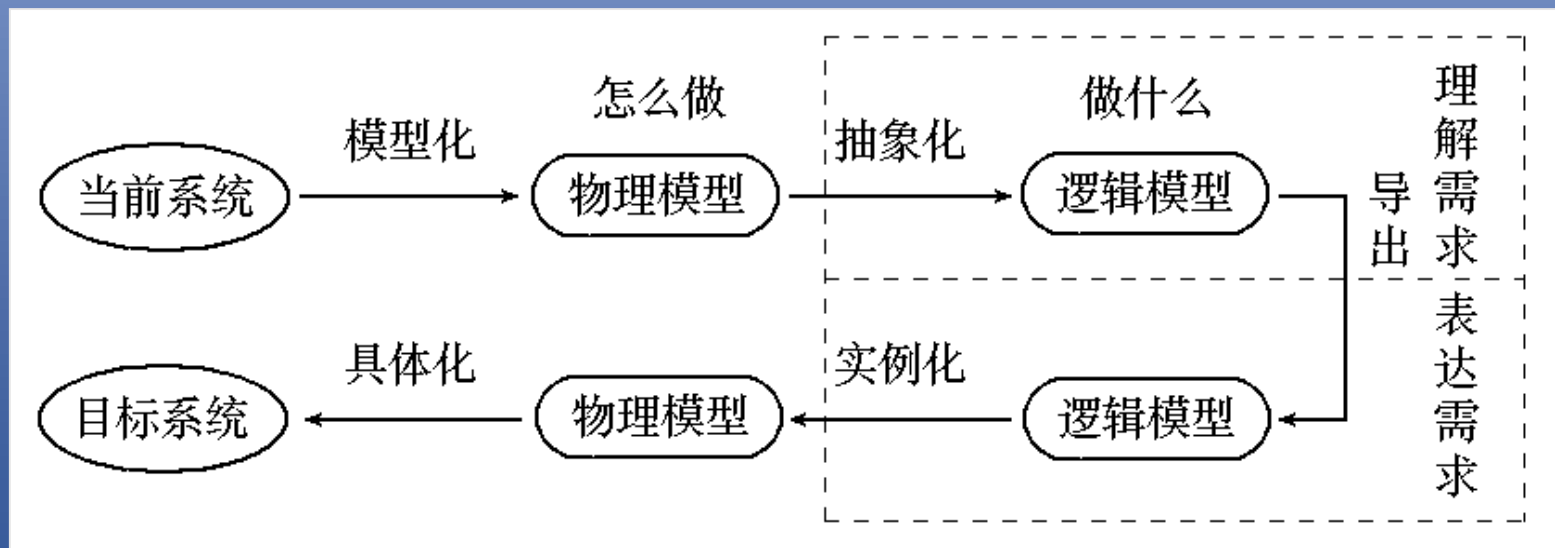 怎么做
做什么
模型化
抽象化
当前系统
物理模型
逻辑模型
导出
理解需求
具体化
实例化
目标系统
物理模型
逻辑模型
表达需求